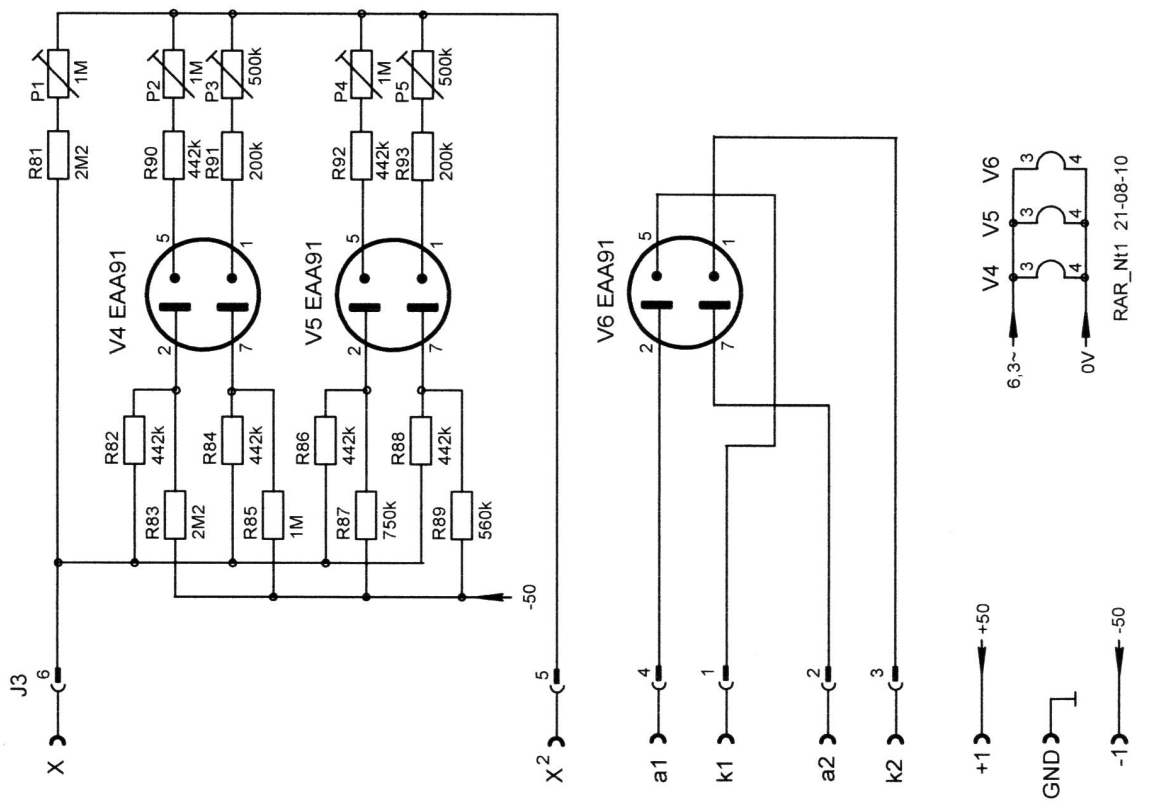 P1
1M
P2
1M
P3
500k
P4
1M
P5
500k
R81
2M2
R90
442k
R91
200k
R92
442k
R93
200k
V4 EAA91
5
1
2
7
V5 EAA91
5
1
2
7
R82
442k
R84
442k
R86
442k
R88
442k
R83
2M2
R85
1M
R87
750k
R89
560k
-50
J3
6
X
5
X²
V6 EAA91
5
1
2
7
4
a1
1
k1
2
a2
3
k2
V4
V5
V6
3
3
3
4
4
4
6,3~
0V
RAR_Nt1 21-08-10
+50
+1
GND
-50
-1